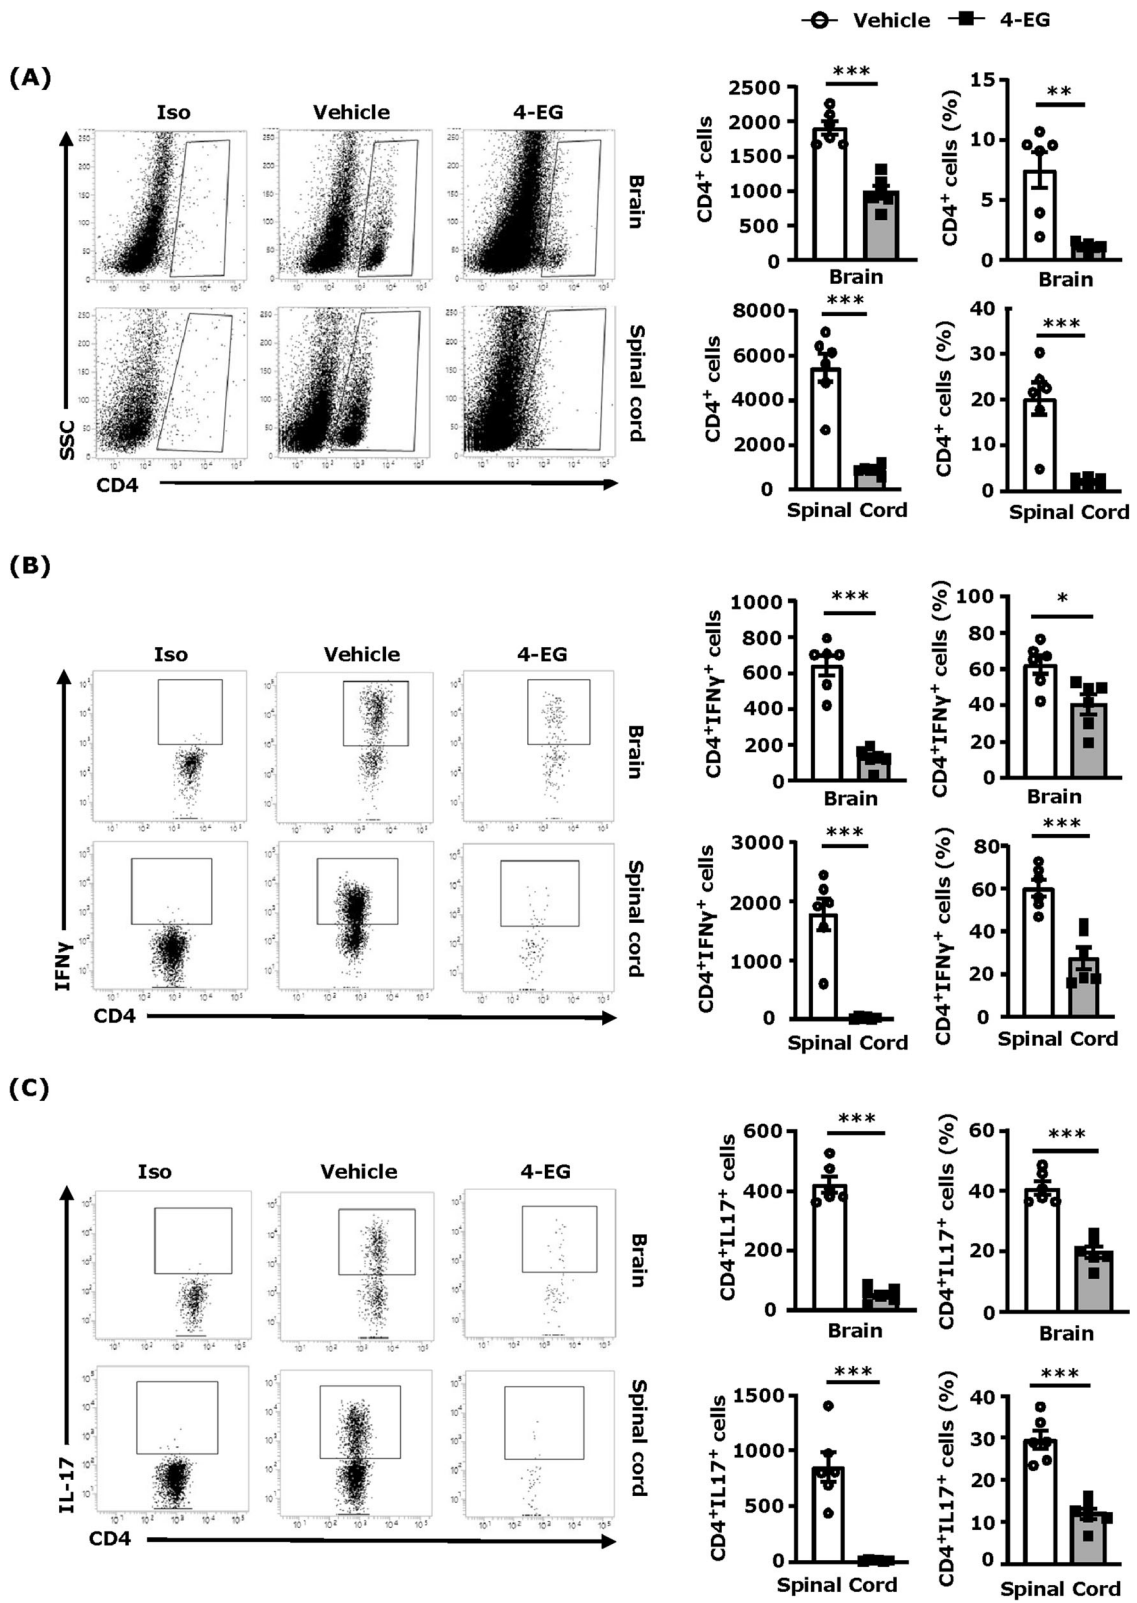 Vehicle 4-EG
(A)
Iso Vehicle 4-EG
Brain
Spinal cord
SSC
CD4
CD4+ cells
2500
2000
1500
1000
500
0
***
Brain
CD4+ cells (%)
15
10
5
0
**
Brain
CD4+ cells
8000
6000
4000
2000
0
***
Spinal Cord
CD4+ cells (%)
40
30
20
10
0
***
Spinal Cord
(B)
Iso Vehicle 4-EG
Brain
Spinal cord
IFNγ
CD4
CD4+IFNγ+ cells
1000
800
600
400
200
0
***
Brain
CD4+IFNγ+ cells (%)
100
80
60
40
20
0
*
Brain
CD4+IFNγ+ cells
3000
2000
1000
0
***
Spinal Cord
CD4+IFNγ+ cells (%)
80
60
40
20
0
***
Spinal Cord
(C)
Iso Vehicle 4-EG
Brain
Spinal cord
IL-17
CD4
CD4+IL17+ cells
600
400
200
0
***
Brain
CD4+IL17+ cells (%)
60
40
20
0
***
Brain
CD4+IL17+ cells
1500
1000
500
0
***
Spinal Cord
CD4+IL17+ cells (%)
40
30
20
10
0
***
Spinal Cord